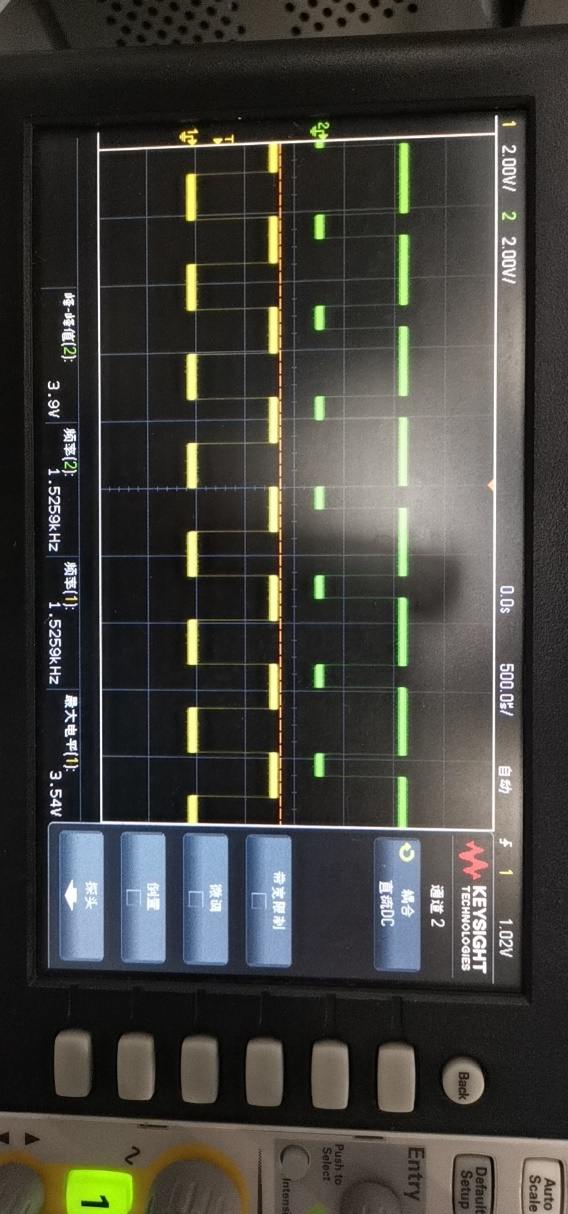 1 2.00V/ 2 2.00V/ 0.0s 500.0㎲/ 自动 1 1.02V
KEYSIGHT
TECHNOLOGIES
通道 2
耦合
直流DC
带宽限制
微调
倒置
探头
峰-峰值(2):
3.9V
频率(2):
1.5259kHz
频率(1):
1.5259kHz
最大电平(1):
3.54V
2
T
1
Back
Auto
Scale
Default
Setup
Entry
Push to
Select
1